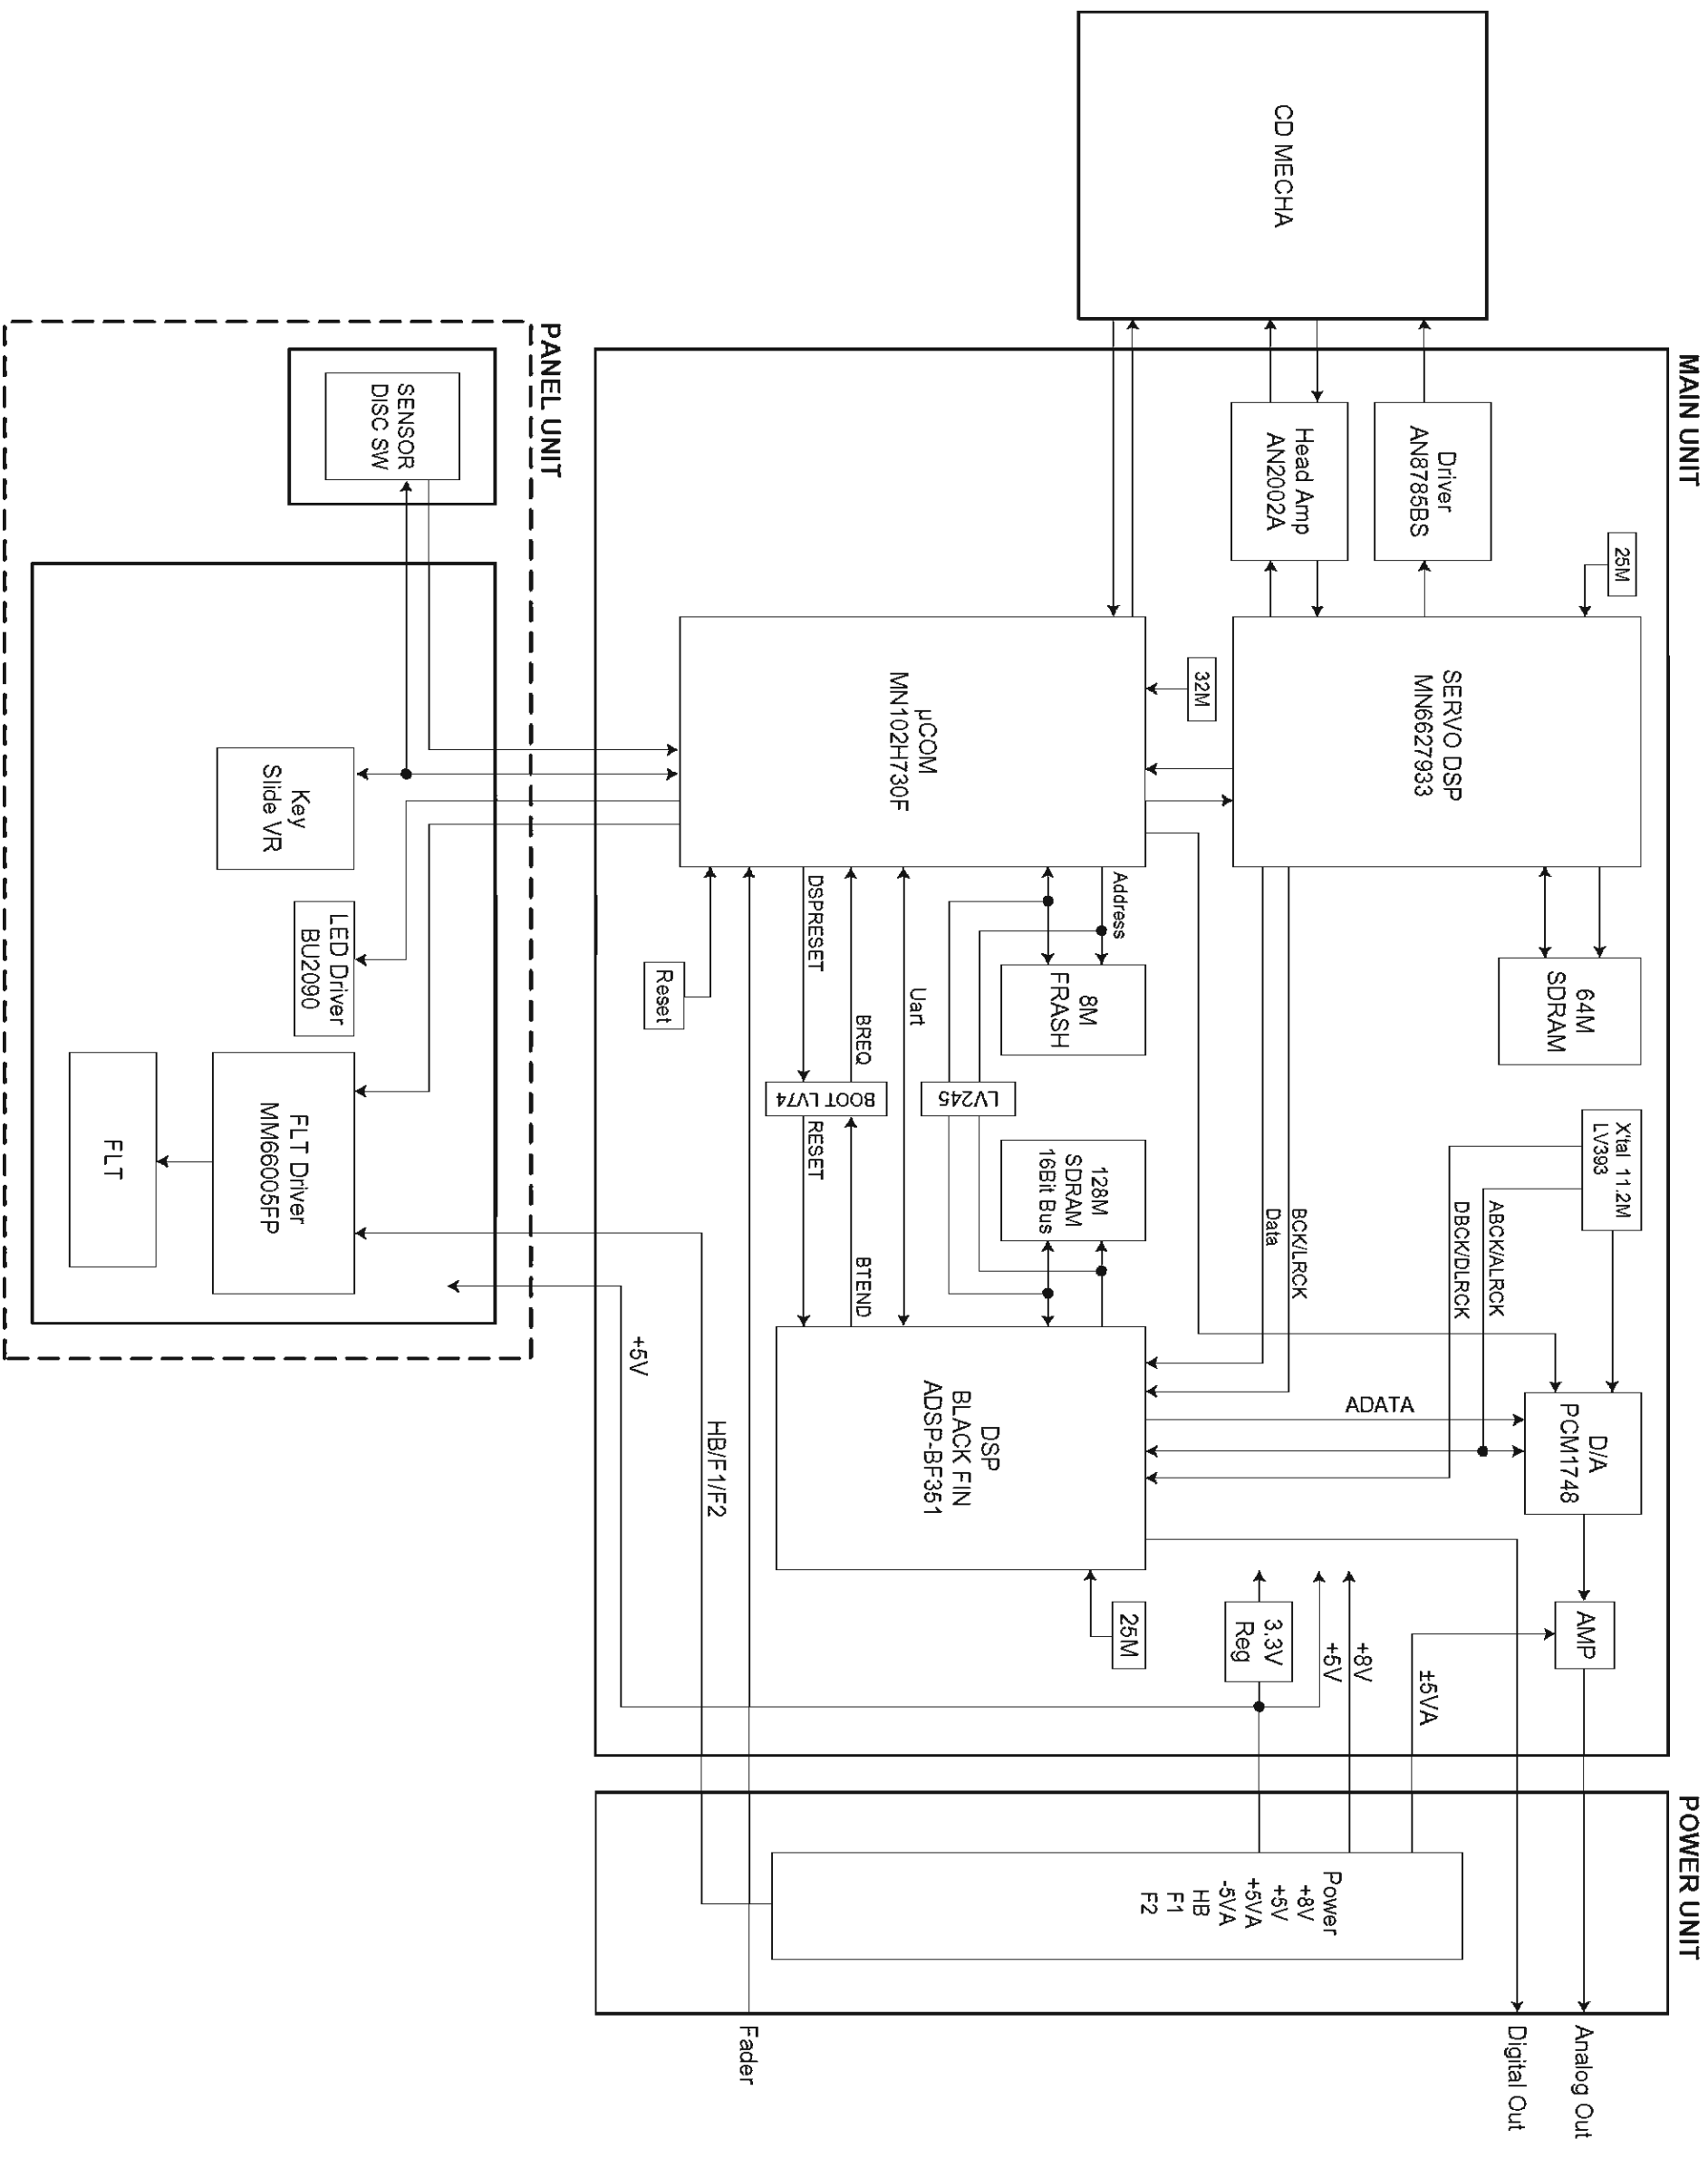 MAIN UNIT
POWER UNIT
PANEL UNIT
CD MECHA
Driver
AN8785BS
Head Amp
AN2002A
25M
SERVO DSP
MN6627933
64M
SDRAM
X'tal 11.2M
LV393
D/A
PCM1748
AMP
Analog Out
Digital Out
ABCK/ALRCK
DBCK/DLRCK
ADATA
BCK/LRCK
Data
±5VA
+8V
+5V
3.3V
Reg
32M
µCOM
MN102H730F
Address
8M
FRASH
LV245
128M
SDRAM
16Bit Bus
DSP
BLACK FIN
ADSP-BF351
25M
Uart
BREQ
BTEND
BOOT LV74
DSPRESET
RESET
Reset
Power
+8V
+5V
+5VA
-5VA
HB
F1
F2
Fader
HB/F1/F2
+5V
SENSOR
DISC SW
Key
Slide VR
LED Driver
BU2090
FLT Driver
MM66005FP
FLT